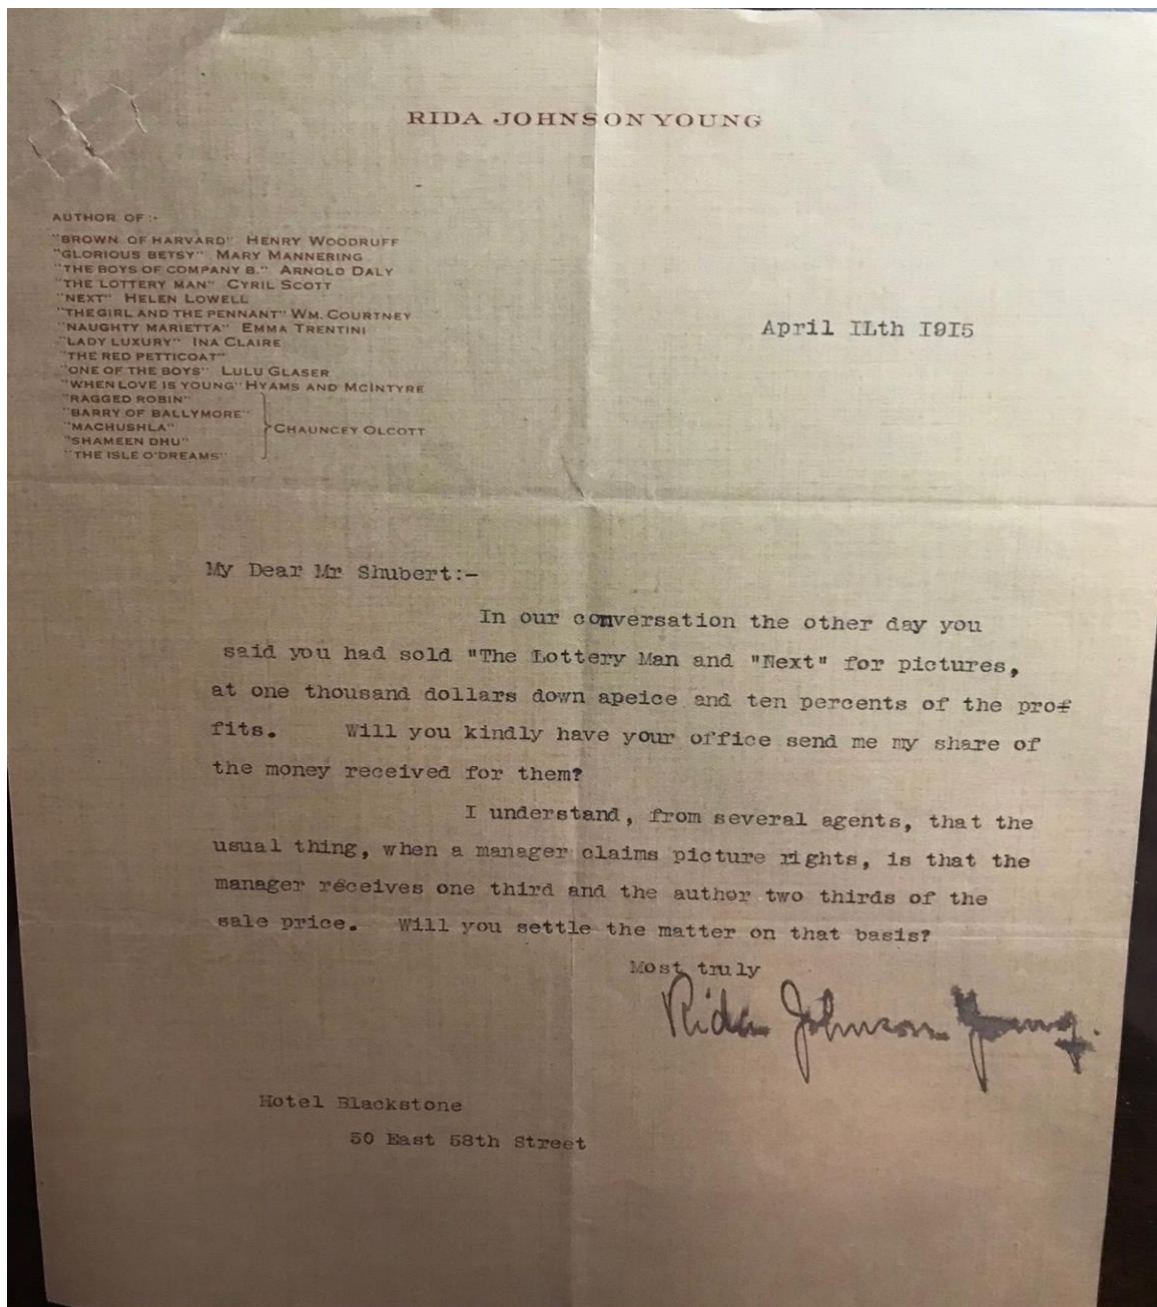 RIDA JOHNSON YOUNG
AUTHOR OF :-
"BROWN OF HARVARD" HENRY WOODRUFF
"GLORIOUS BETSY" MARY MANNERING
"THE BOYS OF COMPANY B." ARNOLD DALY
"THE LOTTERY MAN" CYRIL SCOTT
"NEXT" HELEN LOWELL
"THE GIRL AND THE PENNANT" WM. COURTNEY
"NAUGHTY MARIETTA" EMMA TRENTINI
"LADY LUXURY" INA CLAIRE
"THE RED PETTICOAT"
"ONE OF THE BOYS" LULU GLASER
"WHEN LOVE IS YOUNG" HYAMS AND MCINTYRE
"RAGGED ROBIN"
"BARRY OF BALLYMORE"
"MACHUSHLA"
"SHAMEEN DHU"
"THE ISLE O'DREAMS"
CHAUNCEY OLCOTT
April ILth I9I5
My Dear Mr Shubert:-
In our conversation the other day you
said you had sold "The Lottery Man and "Next" for pictures,
at one thousand dollars down apeice and ten percents of the prof
fits. Will you kindly have your office send me my share of
the money received for them?
I understand, from several agents, that the
usual thing, when a manager claims picture rights, is that the
manager receives one third and the author two thirds of the
sale price. Will you settle the matter on that basis?
Most truly
Rida Johnson Young.
Hotel Blackstone
50 East 58th Street